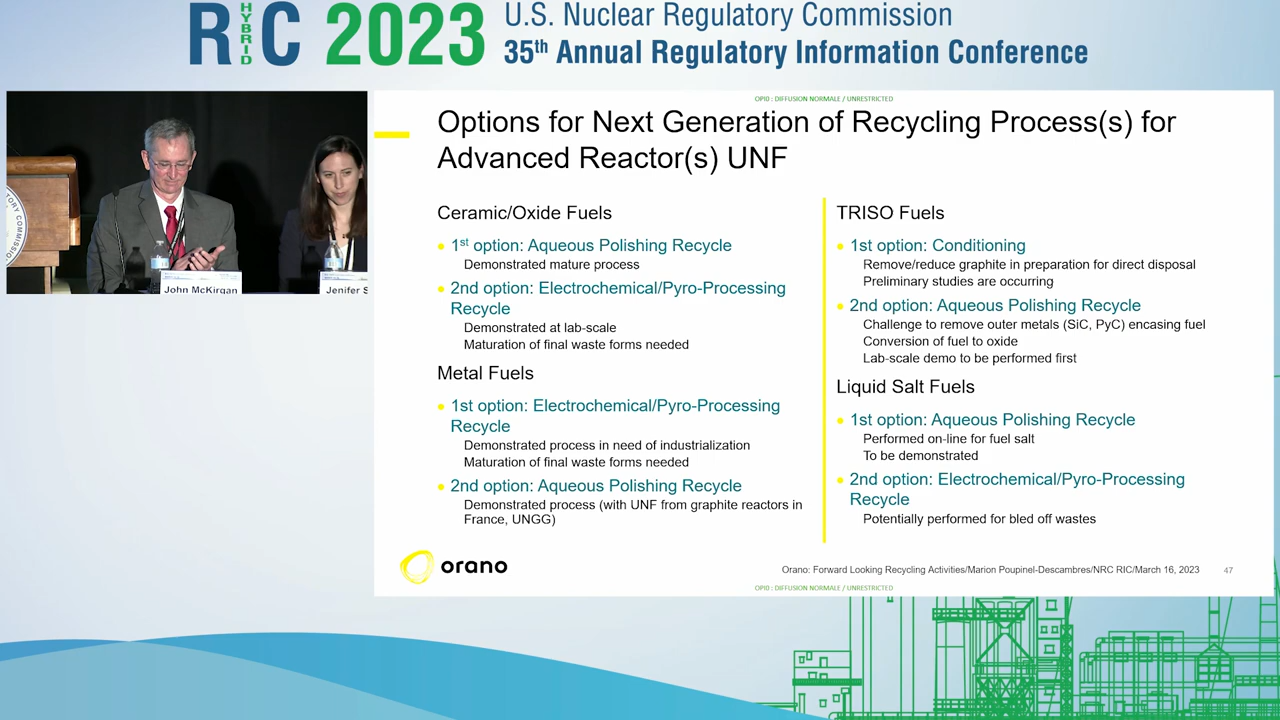 RIC 2023
HYBRID
U.S. Nuclear Regulatory Commission
35th Annual Regulatory Information Conference
ORY COMMISSION
John McKirgan
Jenifer S
OPI0 : DIFFUSION NORMALE / UNRESTRICTED
Options for Next Generation of Recycling Process(s) for
Advanced Reactor(s) UNF
Ceramic/Oxide Fuels
1st option: Aqueous Polishing Recycle
Demonstrated mature process
2nd option: Electrochemical/Pyro-Processing
Recycle
Demonstrated at lab-scale
Maturation of final waste forms needed
Metal Fuels
1st option: Electrochemical/Pyro-Processing
Recycle
Demonstrated process in need of industrialization
Maturation of final waste forms needed
2nd option: Aqueous Polishing Recycle
Demonstrated process (with UNF from graphite reactors in
France, UNGG)
TRISO Fuels
1st option: Conditioning
Remove/reduce graphite in preparation for direct disposal
Preliminary studies are occurring
2nd option: Aqueous Polishing Recycle
Challenge to remove outer metals (SiC, PyC) encasing fuel
Conversion of fuel to oxide
Lab-scale demo to be performed first
Liquid Salt Fuels
1st option: Aqueous Polishing Recycle
Performed on-line for fuel salt
To be demonstrated
2nd option: Electrochemical/Pyro-Processing
Recycle
Potentially performed for bled off wastes
orano
Orano: Forward Looking Recycling Activities/Marion Poupinel-Descambres/NRC RIC/March 16, 2023
47
OPI0 : DIFFUSION NORMALE / UNRESTRICTED